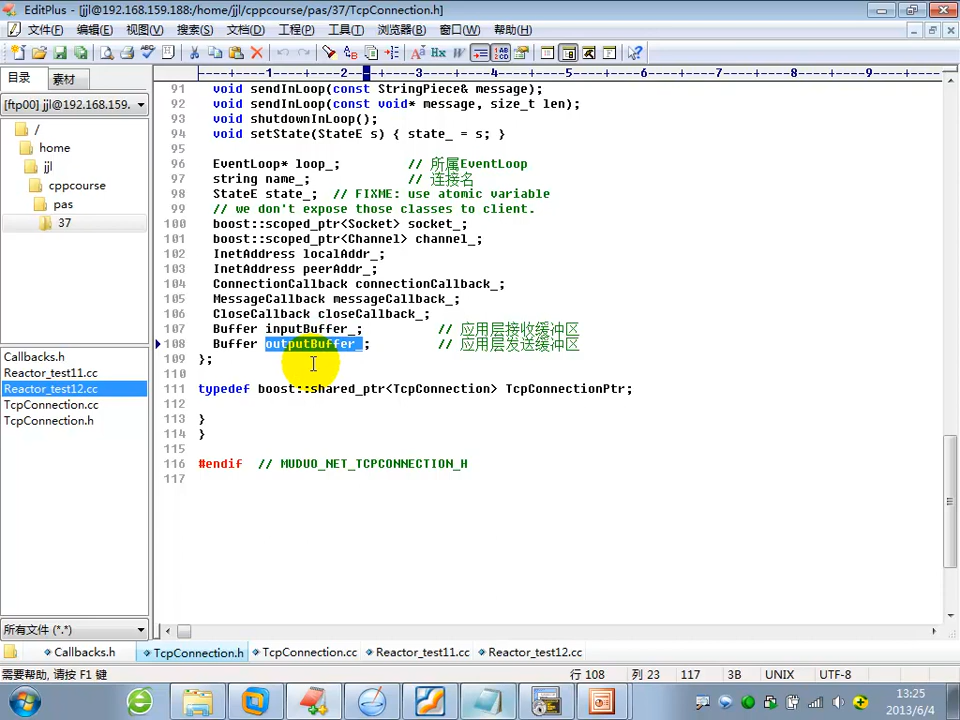 EditPlus - [jjl@192.168.159.188:/home/jjl/cppcourse/pas/37/TcpConnection.h]
文件(F) 编辑(E) 视图(V) 搜索(S) 文档(D) 工程(P) 工具(T) 浏览器(B) 窗口(W) 帮助(H)
目录 素材
----+----1----+----2----+----3----+----4----+----5----+----6----+----7----+----8----+----9----+
[ftp00] jjl@192.168.159.
/
home
jjl
cppcourse
pas
37
Callbacks.h
Reactor_test11.cc
Reactor_test12.cc
TcpConnection.cc
TcpConnection.h
所有文件 (*.*)
91 void sendInLoop(const StringPiece& message);
92 void sendInLoop(const void* message, size_t len);
93 void shutdownInLoop();
94 void setState(StateE s) { state_ = s; }
95
96 EventLoop* loop_; // 所属EventLoop
97 string name_; // 连接名
98 StateE state_; // FIXME: use atomic variable
99 // we don't expose those classes to client.
100 boost::scoped_ptr<Socket> socket_;
101 boost::scoped_ptr<Channel> channel_;
102 InetAddress localAddr_;
103 InetAddress peerAddr_;
104 ConnectionCallback connectionCallback_;
105 MessageCallback messageCallback_;
106 CloseCallback closeCallback_;
107 Buffer inputBuffer_; // 应用层接收缓冲区
108 Buffer outputBuffer_; // 应用层发送缓冲区
109 };
110
111 typedef boost::shared_ptr<TcpConnection> TcpConnectionPtr;
112
113 }
114 }
115
116 #endif // MUDUO_NET_TCPCONNECTION_H
117
Callbacks.h TcpConnection.h TcpConnection.cc Reactor_test11.cc Reactor_test12.cc
需要帮助, 请按 F1 键 行 108 列 23 117 3B UNIX UTF-8
13:25
2013/6/4